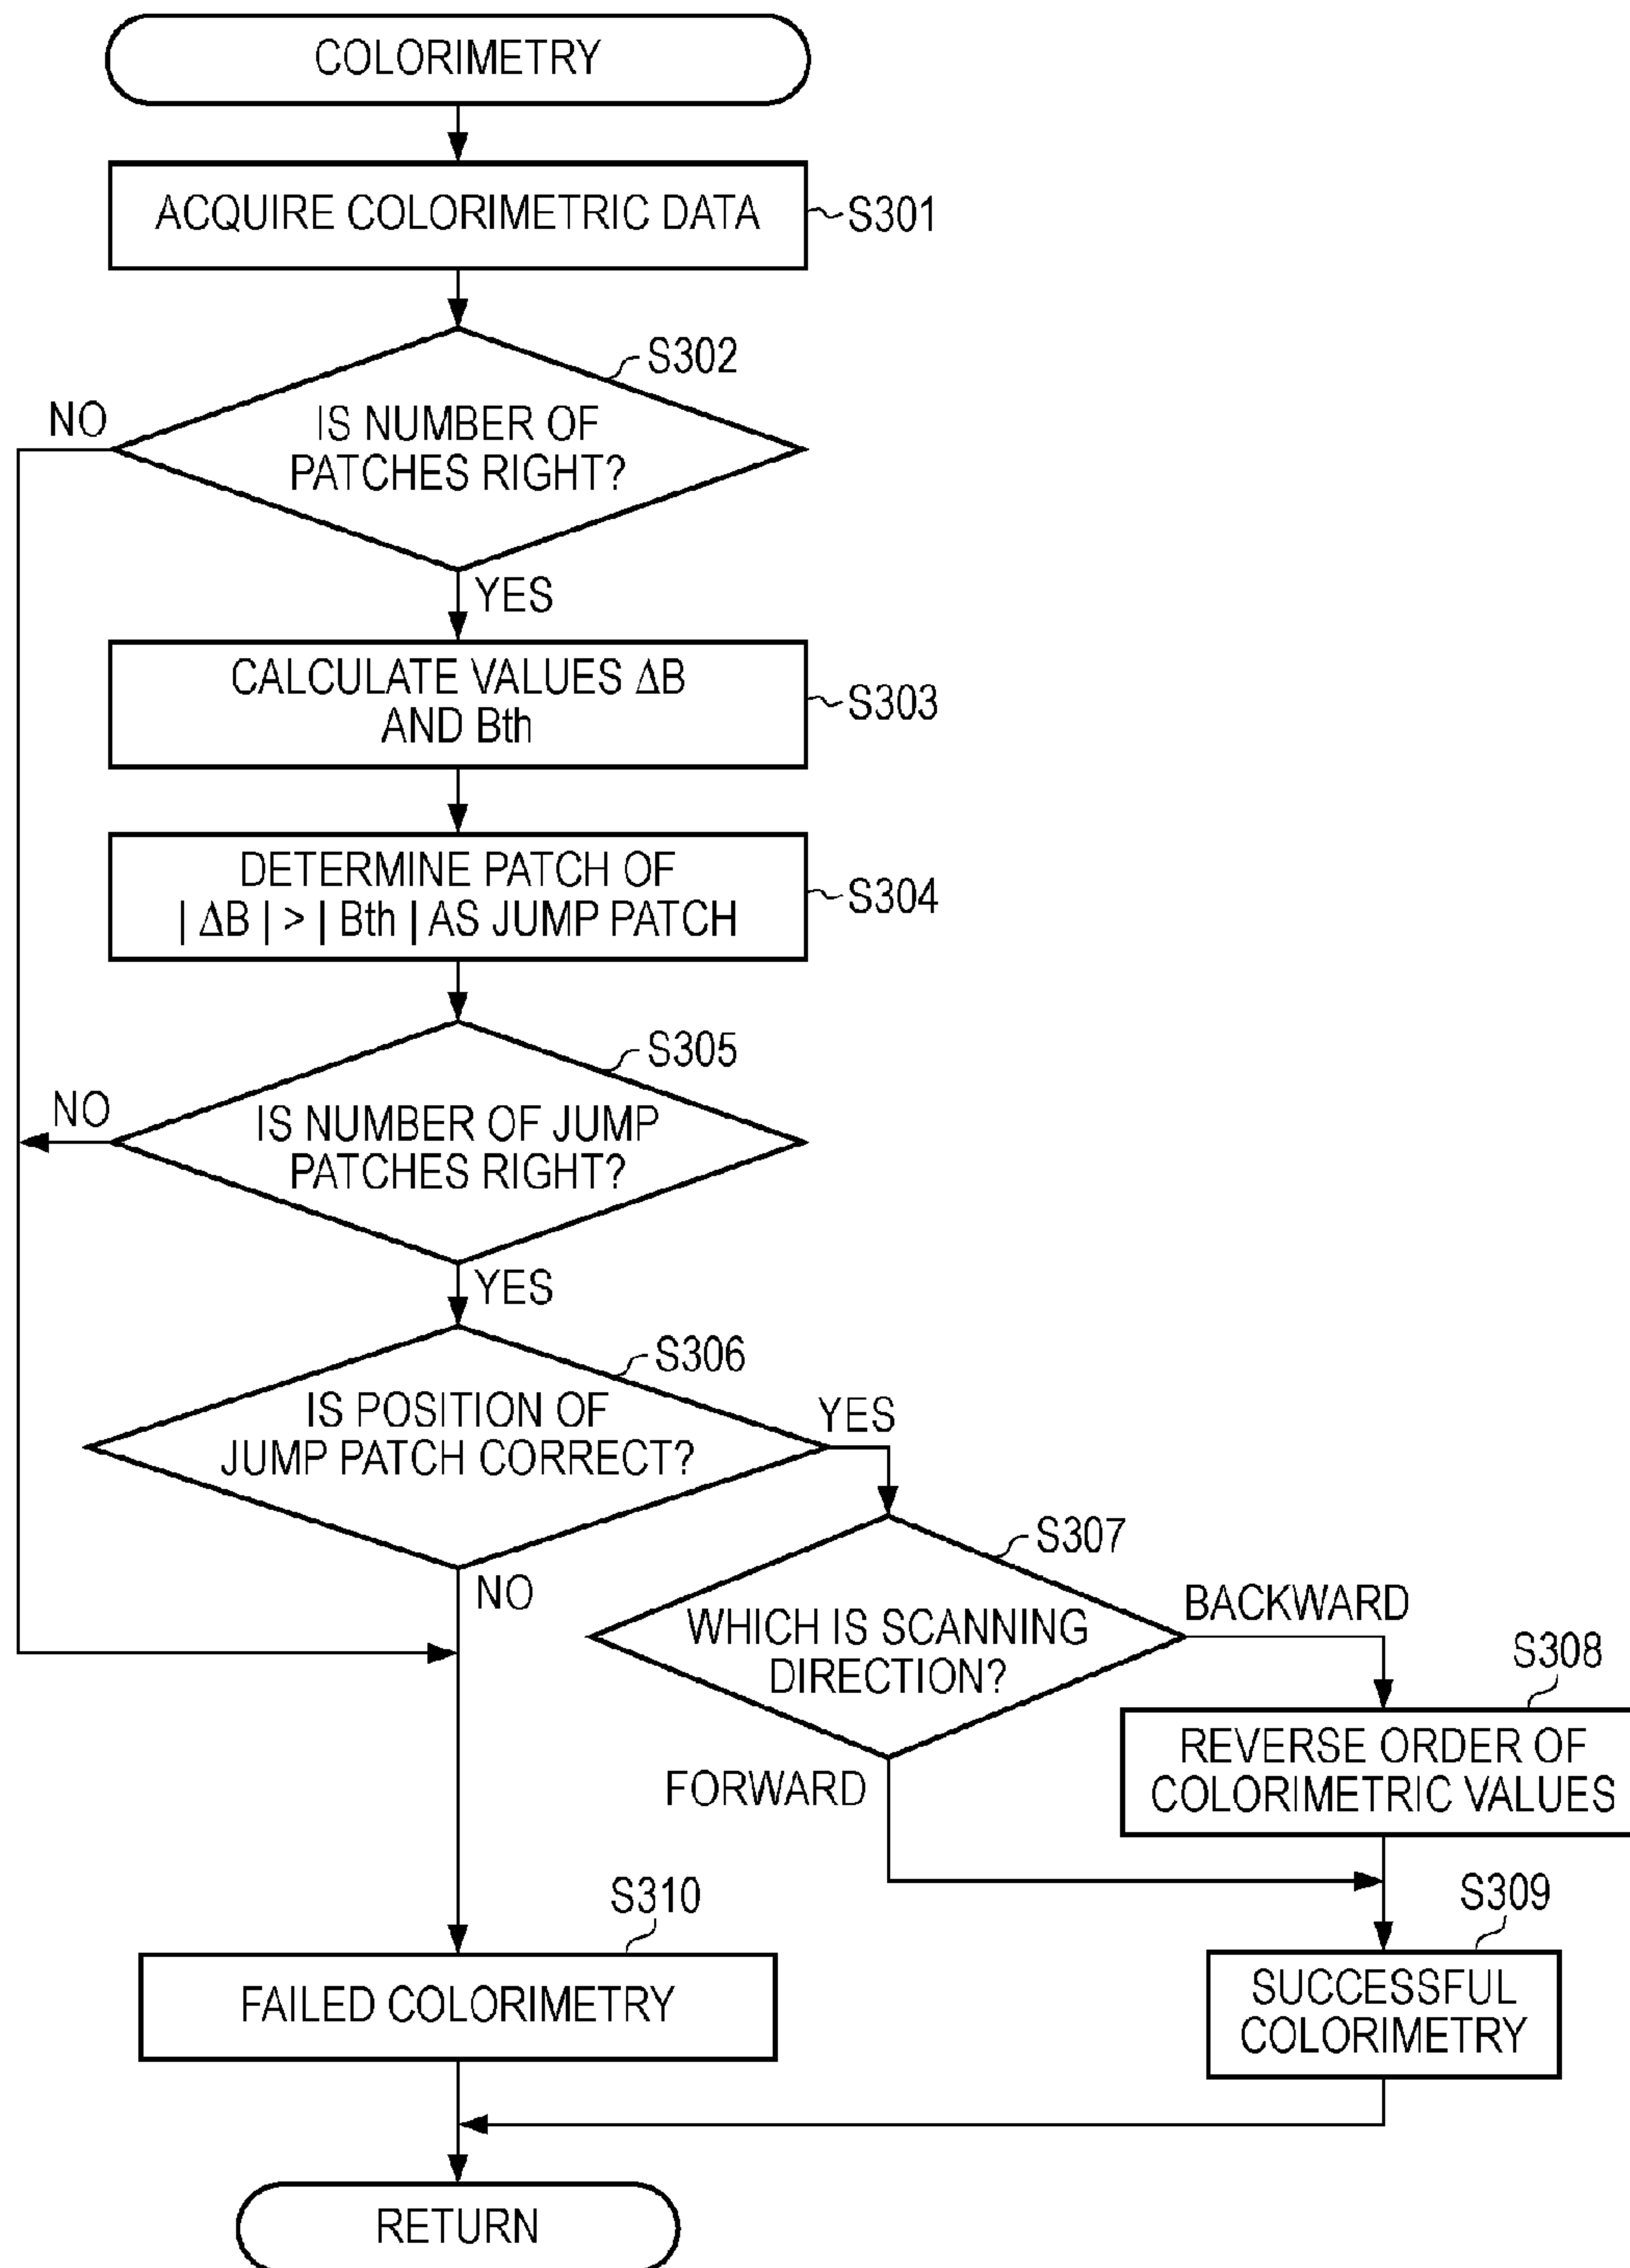 COLORIMETRY
ACQUIRE COLORIMETRIC DATA
S301
S302
NO
IS NUMBER OF
PATCHES RIGHT?
YES
CALCULATE VALUES ΔB
AND Bth
S303
DETERMINE PATCH OF
| ΔB | > | Bth | AS JUMP PATCH
S304
S305
NO
IS NUMBER OF JUMP
PATCHES RIGHT?
YES
S306
IS POSITION OF
JUMP PATCH CORRECT?
YES
NO
S307
WHICH IS SCANNING
DIRECTION?
BACKWARD
FORWARD
S308
REVERSE ORDER OF
COLORIMETRIC VALUES
S310
FAILED COLORIMETRY
S309
SUCCESSFUL
COLORIMETRY
RETURN